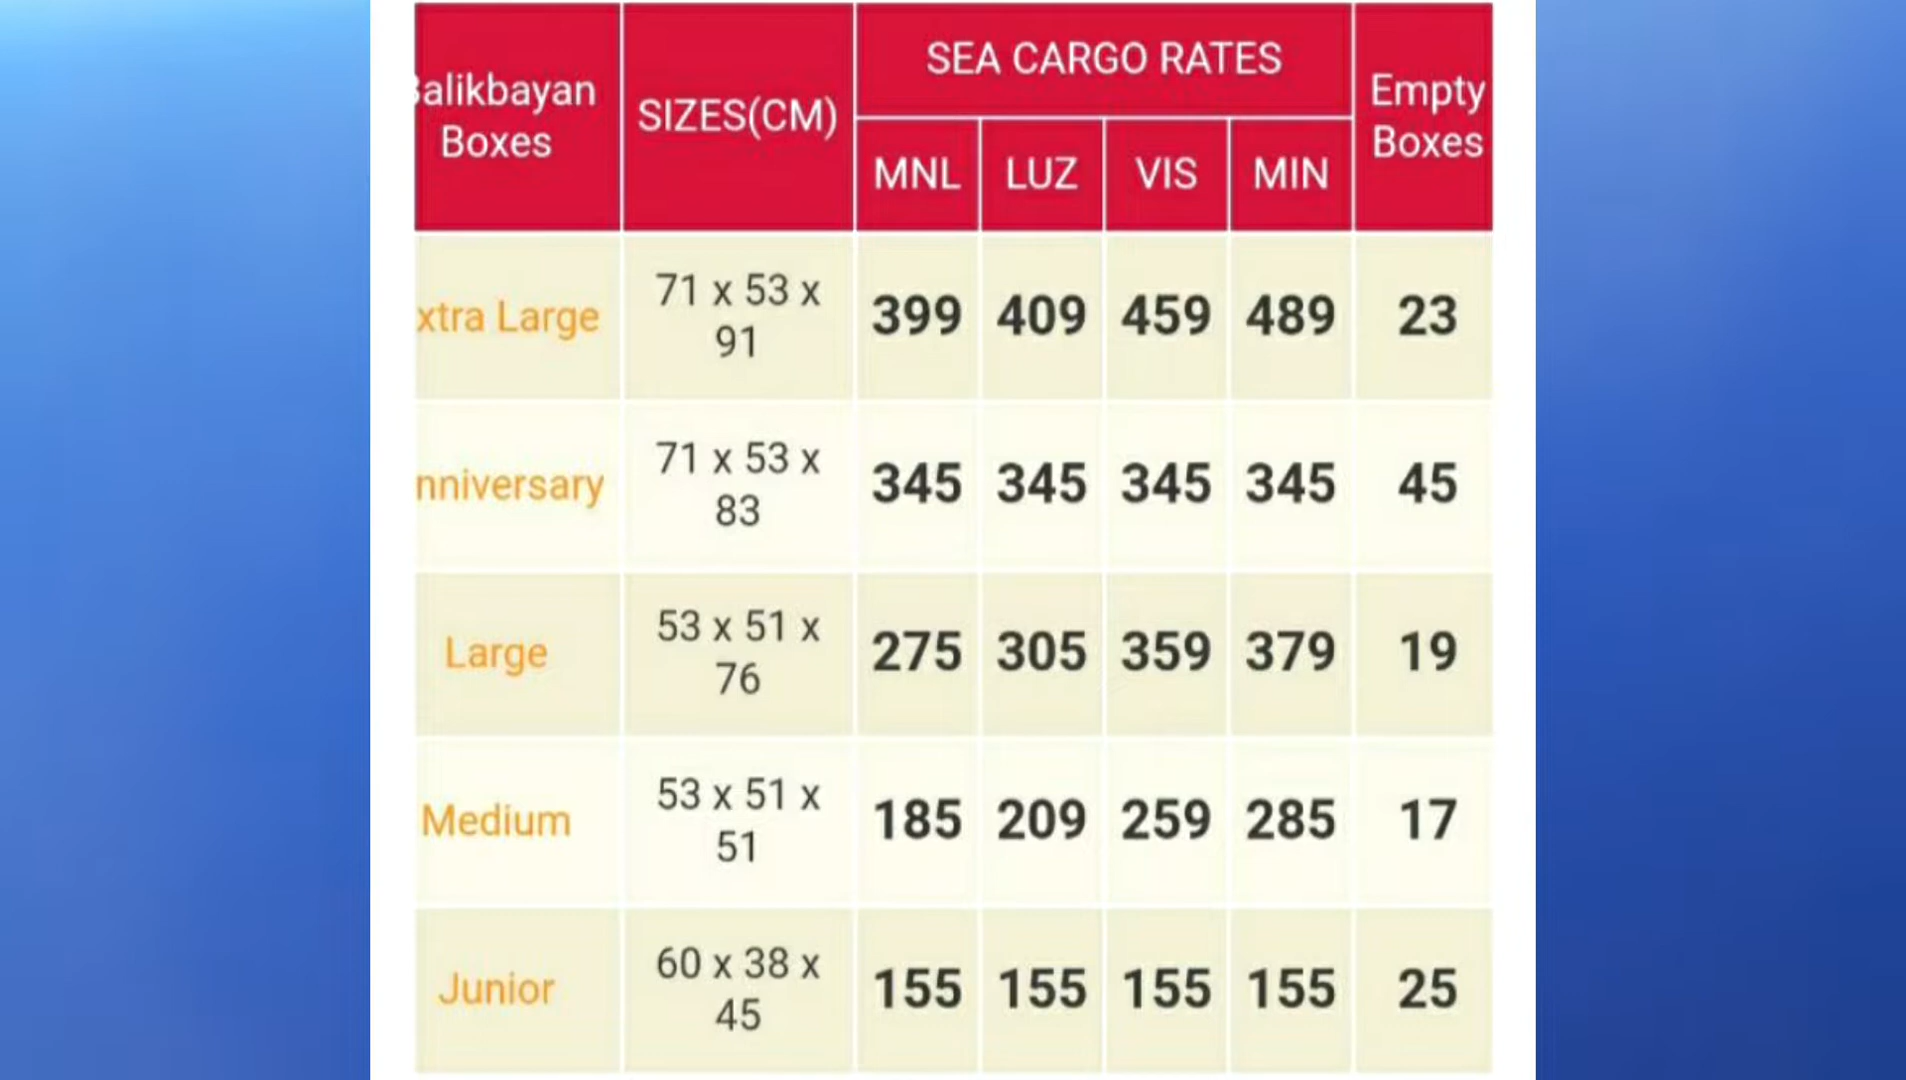 alikbayan
Boxes
SIZES(CM)
SEA CARGO RATES
MNL LUZ VIS MIN
Empty
Boxes
xtra Large
71 x 53 x
91
399 409 459 489 23
nniversary
71 x 53 x
83
345 345 345 345 45
Large
53 x 51 x
76
275 305 359 379 19
Medium
53 x 51 x
51
185 209 259 285 17
Junior
60 x 38 x
45
155 155 155 155 25